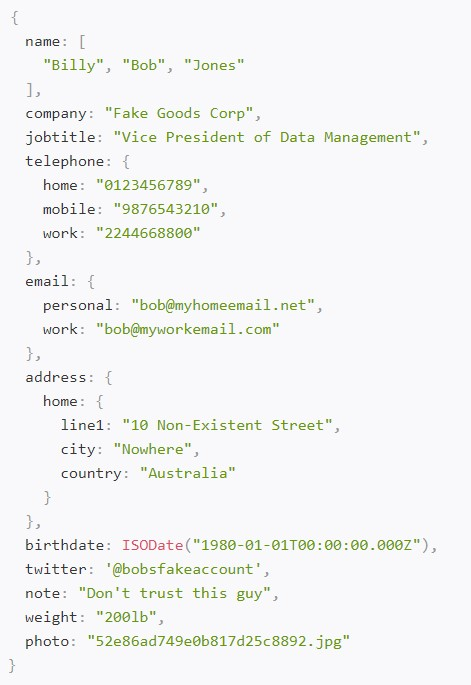 {
  name: [
    "Billy", "Bob", "Jones"
  ],
  company: "Fake Goods Corp",
  jobtitle: "Vice President of Data Management",
  telephone: {
    home: "0123456789",
    mobile: "9876543210",
    work: "2244668800"
  },
  email: {
    personal: "bob@myhomeemail.net",
    work: "bob@myworkemail.com"
  },
  address: {
    home: {
      line1: "10 Non-Existent Street",
      city: "Nowhere",
      country: "Australia"
    }
  },
  birthdate: ISODate("1980-01-01T00:00:00.000Z"),
  twitter: '@bobsfakeaccount',
  note: "Don't trust this guy",
  weight: "200lb",
  photo: "52e86ad749e0b817d25c8892.jpg"
}